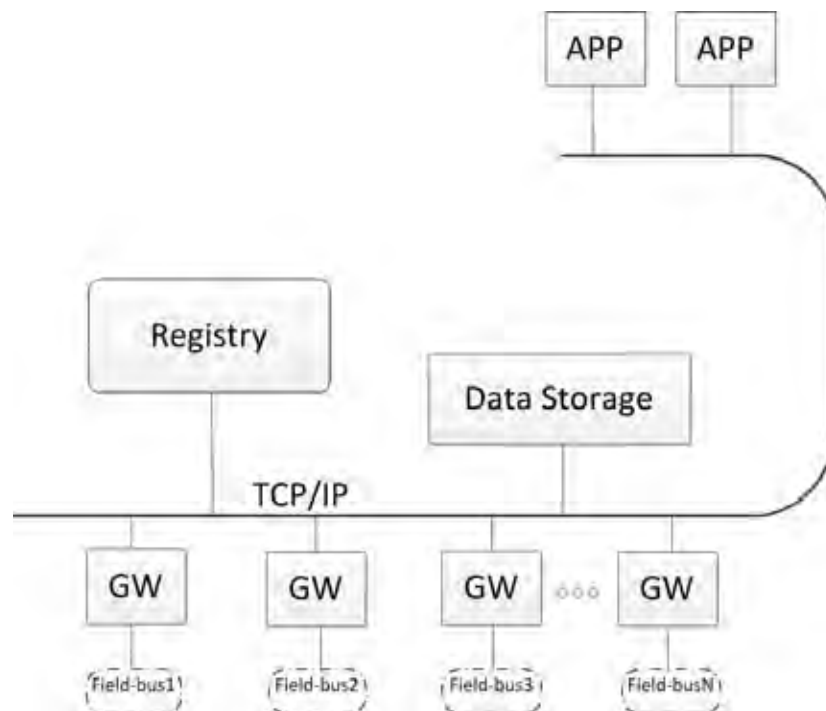 APP APP
Registry
Data Storage
TCP/IP
GW GW GW GW
Field-bus1 Field-bus2 Field-bus3 Field-busN